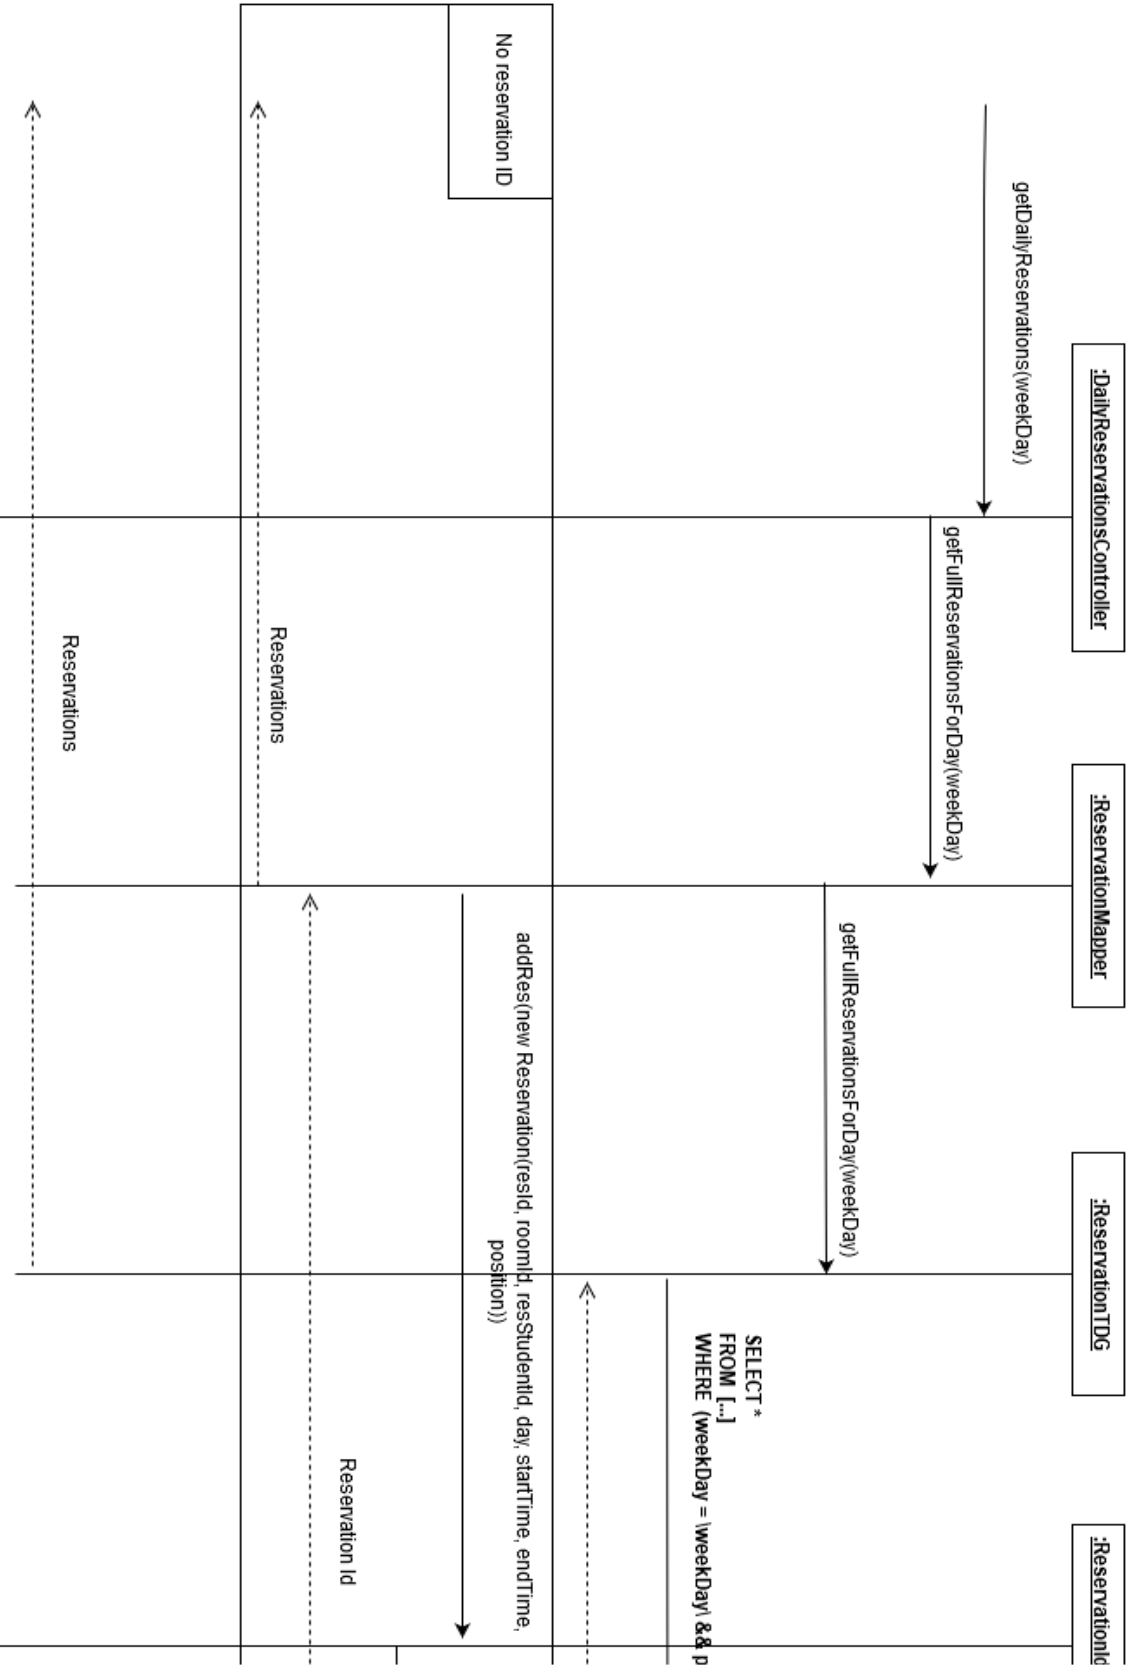 :DailyReservationsController
:ReservationMapper
:ReservationTDG
:ReservationId
getDailyReservations(weekDay)
getFullReservationsForDay(weekDay)
getFullReservationsForDay(weekDay)
SELECT *
FROM [...]
WHERE (weekDay = \weekDay\ && p
No reservation ID
addRes(new Reservation(resId, roomId, resStudentId, day, startTime, endTime,
position))
Reservation Id
Reservations
Reservations